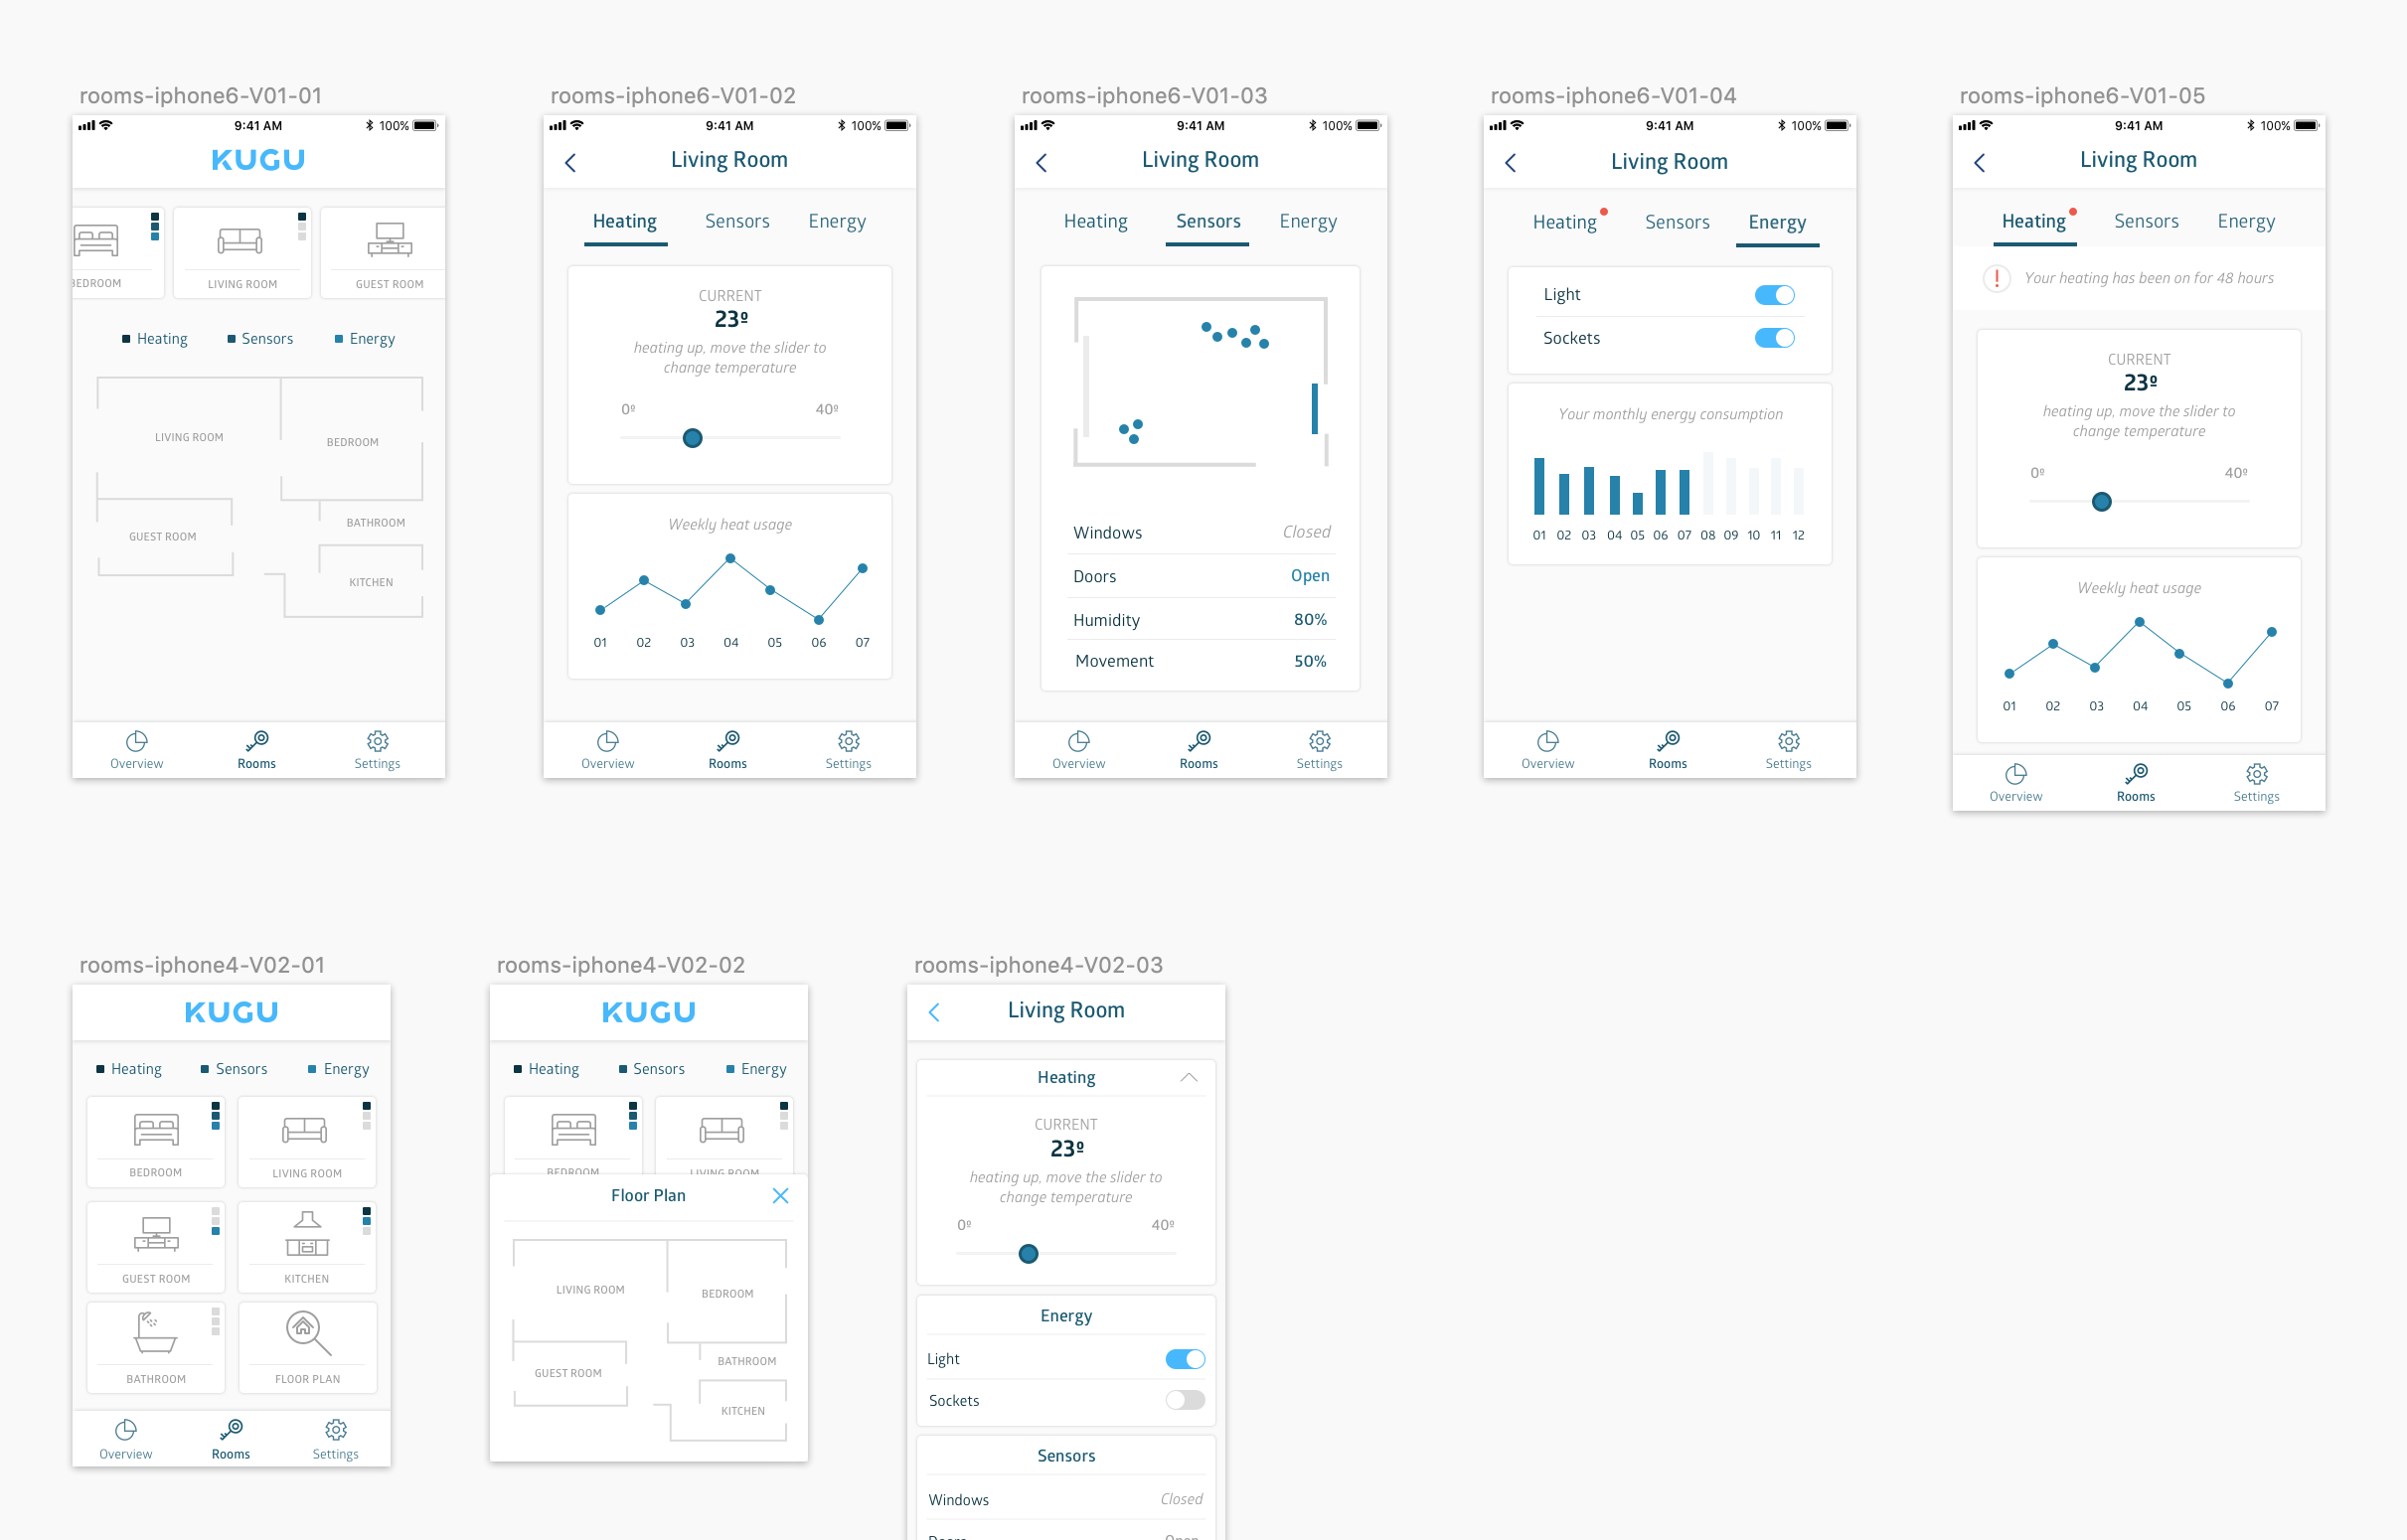 rooms-iphone6-V01-01
9:41 AM 100%
KUGU
BEDROOM
LIVING ROOM
GUEST ROOM
Heating Sensors Energy
LIVING ROOM
BEDROOM
BATHROOM
GUEST ROOM
KITCHEN
Overview Rooms Settings
rooms-iphone6-V01-02
9:41 AM 100%
Living Room
Heating Sensors Energy
CURRENT
23º
heating up, move the slider to
change temperature
0º 40º
Weekly heat usage
01 02 03 04 05 06 07
Overview Rooms Settings
rooms-iphone6-V01-03
9:41 AM 100%
Living Room
Heating Sensors Energy
Windows Closed
Doors Open
Humidity 80%
Movement 50%
Overview Rooms Settings
rooms-iphone6-V01-04
9:41 AM 100%
Living Room
Heating Sensors Energy
Light
Sockets
Your monthly energy consumption
01 02 03 04 05 06 07 08 09 10 11 12
Overview Rooms Settings
rooms-iphone6-V01-05
9:41 AM 100%
Living Room
Heating Sensors Energy
! Your heating has been on for 48 hours
CURRENT
23º
heating up, move the slider to
change temperature
0º 40º
Weekly heat usage
01 02 03 04 05 06 07
Overview Rooms Settings
rooms-iphone4-V02-01
KUGU
Heating Sensors Energy
BEDROOM LIVING ROOM
GUEST ROOM KITCHEN
BATHROOM FLOOR PLAN
Overview Rooms Settings
rooms-iphone4-V02-02
KUGU
Heating Sensors Energy
BEDROOM LIVING ROOM
Floor Plan
LIVING ROOM
BEDROOM
BATHROOM
GUEST ROOM
KITCHEN
rooms-iphone4-V02-03
Living Room
Heating
CURRENT
23º
heating up, move the slider to
change temperature
0º 40º
Energy
Light
Sockets
Sensors
Windows Closed
Doors Open